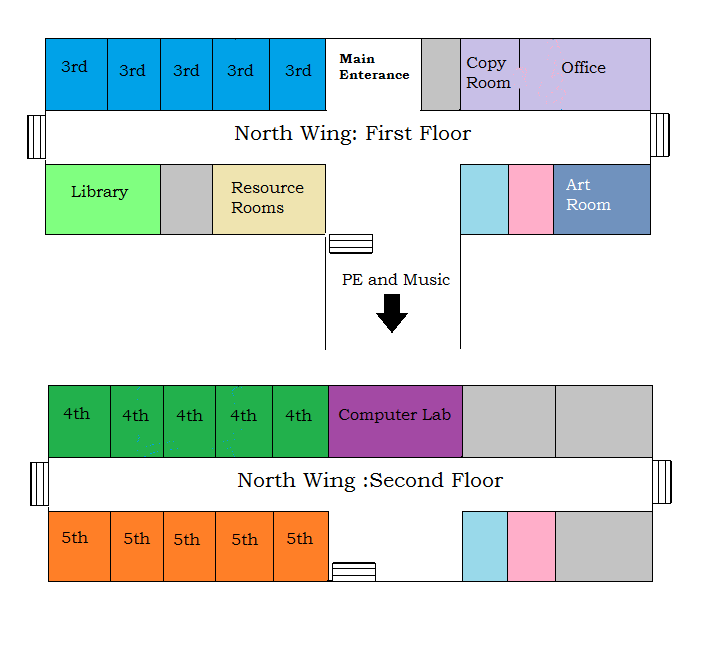 3rd
3rd
3rd
3rd
3rd
Main
Enterance
Copy
Room
Office
North Wing: First Floor
Library
Resource
Rooms
Art
Room
PE and Music
4th
4th
4th
4th
4th
Computer Lab
North Wing :Second Floor
5th
5th
5th
5th
5th